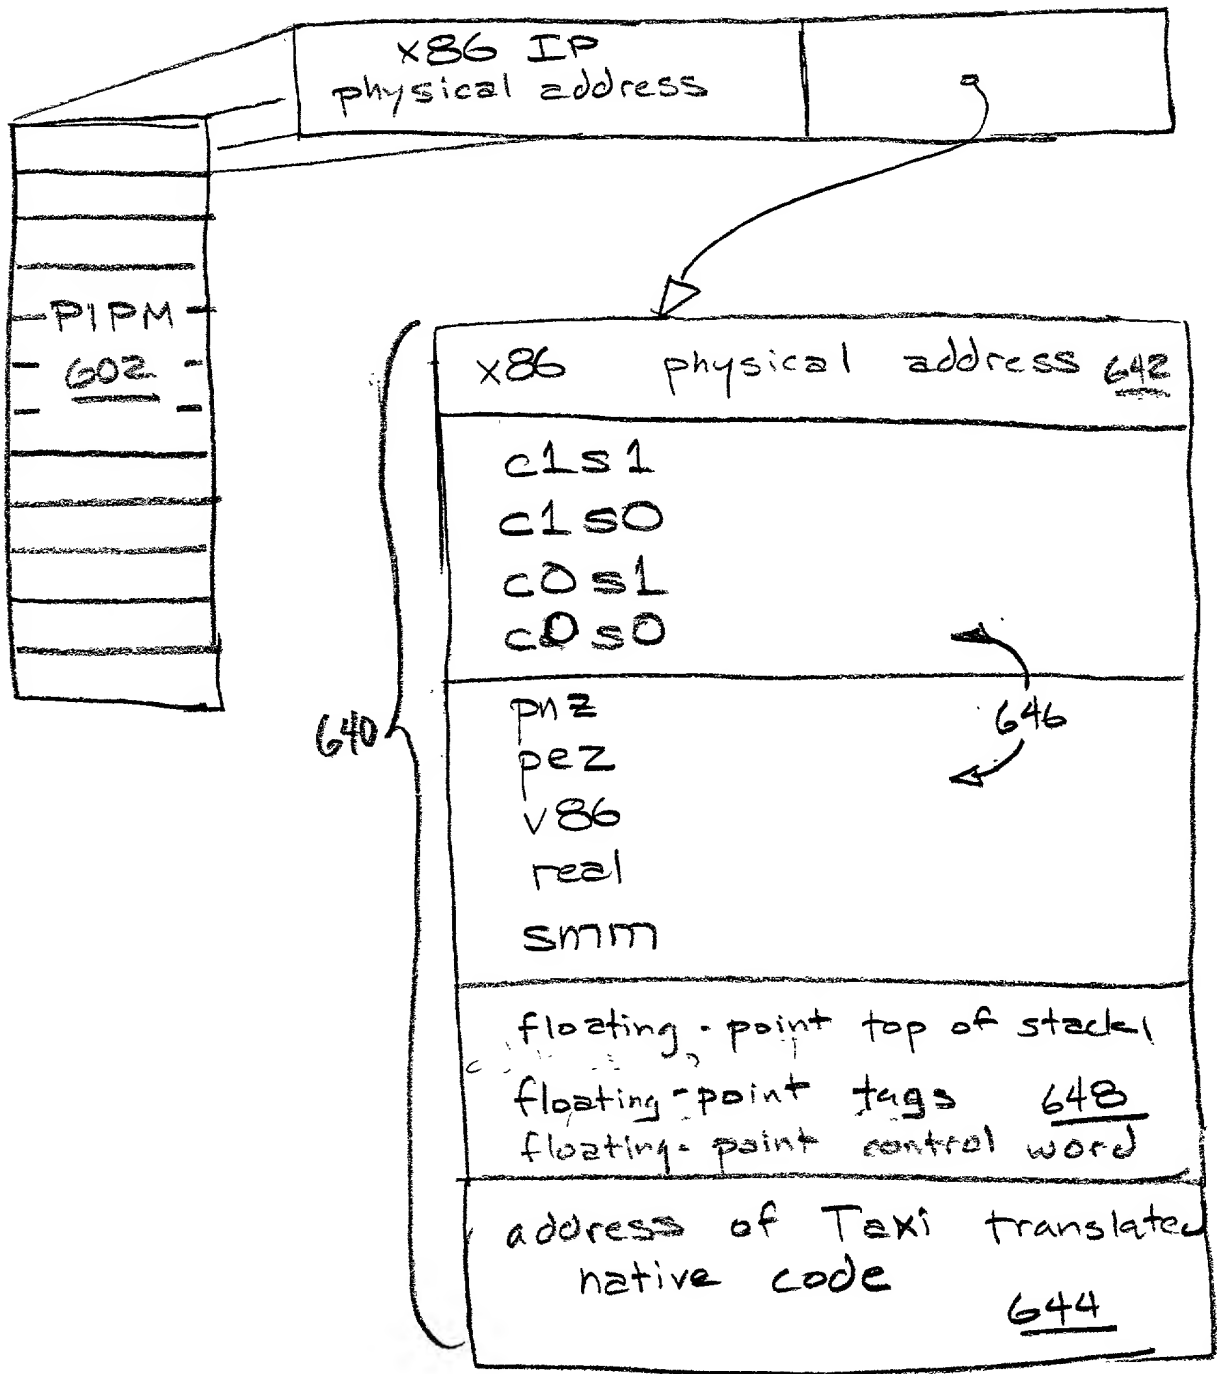 x86 IP
physical address
PIPM
602
x86 physical address 642
c1s1
c1s0
c0s1
c0s0
646
640
pnz
pez
v86
real
smm
floating-point top of stack
floating-point tags 648
floating-point control word
address of Taxi translated
native code
644